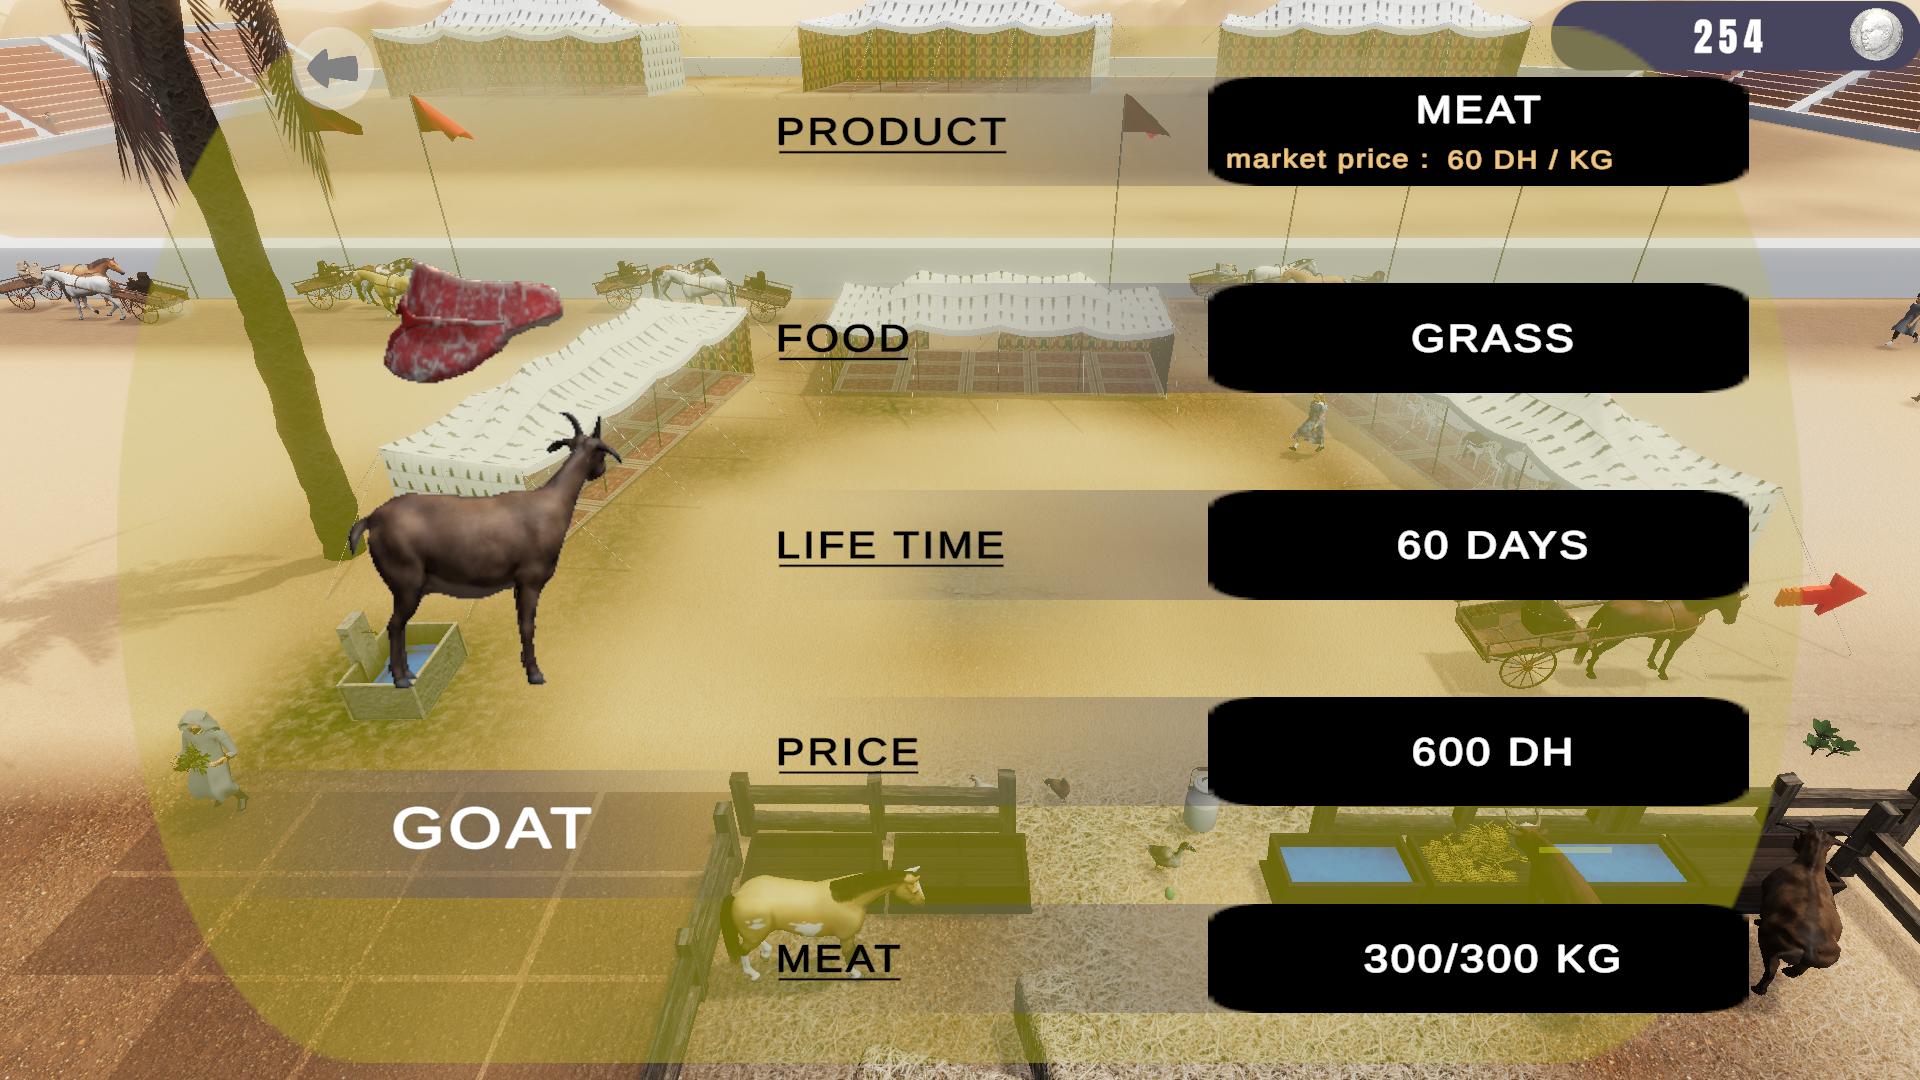 254
PRODUCT
MEAT
market price : 60 DH / KG
FOOD
GRASS
LIFE TIME
60 DAYS
PRICE
600 DH
GOAT
MEAT
300/300 KG